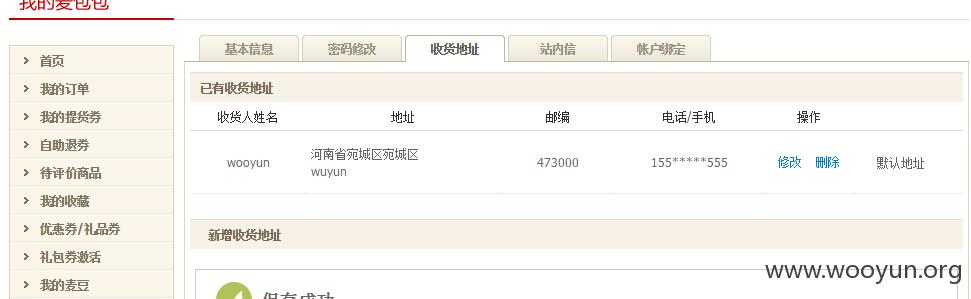 我的麦包包
基本信息 密码修改 收货地址 站内信 帐户绑定
首页
我的订单
我的提货券
自助退券
待评价商品
我的收藏
优惠券/礼品券
礼包券激活
我的麦豆
已有收货地址
收货人姓名 地址 邮编 电话/手机 操作
wooyun 河南省宛城区宛城区 473000 155*****555 修改 删除 默认地址
wuyun
新增收货地址
保存成功
www.wooyun.org